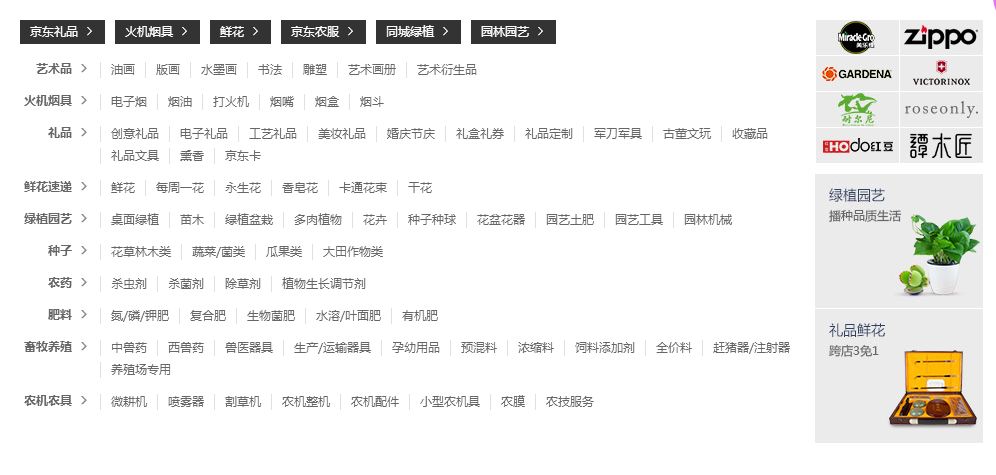 京东礼品 > 火机烟具 > 鲜花 > 京东农服 > 同城绿植 > 园林园艺 >
艺术品 > 油画 版画 水墨画 书法 雕塑 艺术画册 艺术衍生品
火机烟具 > 电子烟 烟油 打火机 烟嘴 烟盒 烟斗
礼品 > 创意礼品 电子礼品 工艺礼品 美妆礼品 婚庆节庆 礼盒礼券 礼品定制 军刀军具 古董文玩 收藏品
礼品文具 熏香 京东卡
鲜花速递 > 鲜花 每周一花 永生花 香皂花 卡通花束 干花
绿植园艺 > 桌面绿植 苗木 绿植盆栽 多肉植物 花卉 种子种球 花盆花器 园艺土肥 园艺工具 园林机械
种子 > 花草林木类 蔬菜/菌类 瓜果类 大田作物类
农药 > 杀虫剂 杀菌剂 除草剂 植物生长调节剂
肥料 > 氮/磷/钾肥 复合肥 生物菌肥 水溶/叶面肥 有机肥
畜牧养殖 > 中兽药 西兽药 兽医器具 生产/运输器具 孕幼用品 预混料 浓缩料 饲料添加剂 全价料 赶猪器/注射器
养殖场专用
农机农具 > 微耕机 喷雾器 割草机 农机整机 农机配件 小型农机具 农膜 农技服务
Miracle-Gro
美乐棵
Zippo
GARDENA
VICTORINOX
耐尔尼
roseonly.
HOdo红豆
譚木匠
绿植园艺
播种品质生活
礼品鲜花
跨店3免1